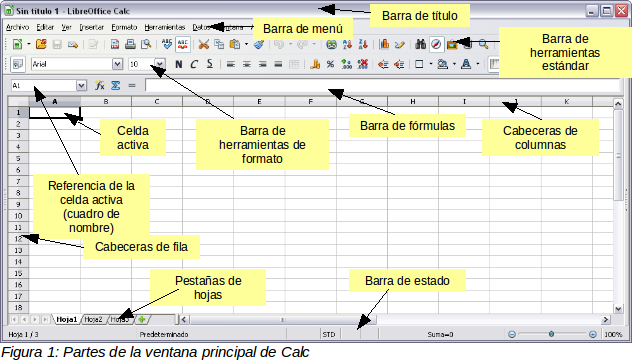 Sin título 1 - LibreOffice Calc
Barra de título
Archivo Editar Ver Insertar Formato Herramientas Datos Ventana Ayuda
Barra de menú
Barra de
herramientas
estándar
Arial
10
N C S
A1
A B C D E F G H I J K
Celda
activa
Barra de
herramientas de
formato
Barra de fórmulas
Cabeceras de
columnas
Referencia de la
celda activa
(cuadro de
nombre)
Cabeceras de fila
Pestañas de
hojas
Barra de estado
1
2
3
4
5
6
7
8
9
10
11
12
13
14
15
16
17
18
Hoja1 Hoja2 Hoja3
Hoja 1 / 3 Predeterminado STD Suma=0 100%
Figura 1: Partes de la ventana principal de Calc